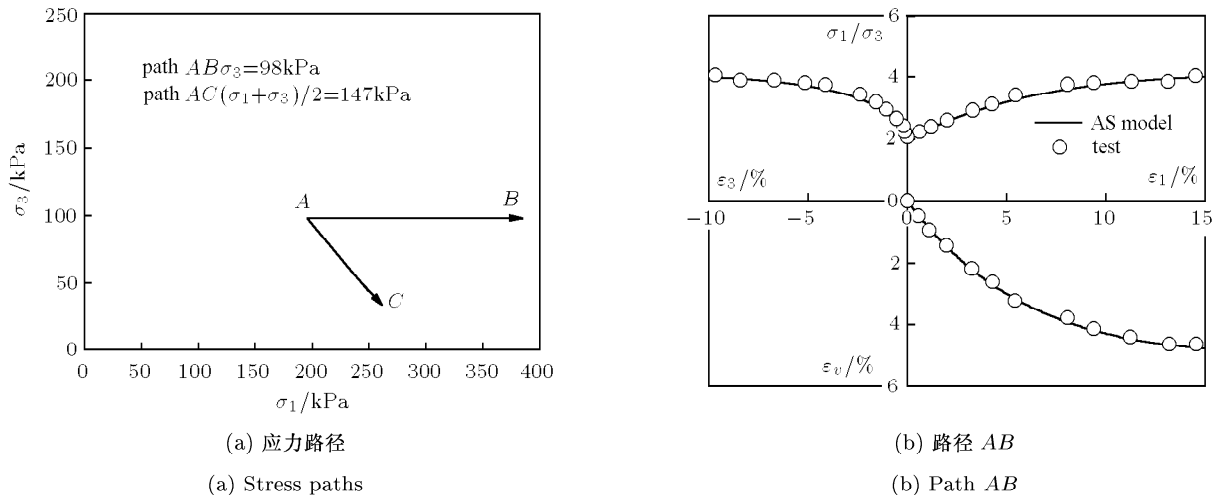 250
200
150
100
50
0
σ3/kPa
path ABσ3=98kPa
path AC(σ1+σ3)/2=147kPa
A
B
C
0 50 100 150 200 250 300 350 400
σ1/kPa
(a) 应力路径
(a) Stress paths
6
σ1/σ3
4
2
AS model
test
ε3/%
ε1/%
0
−10 −5 0 5 10 15
2
4
εv/%
6
(b) 路径 AB
(b) Path AB